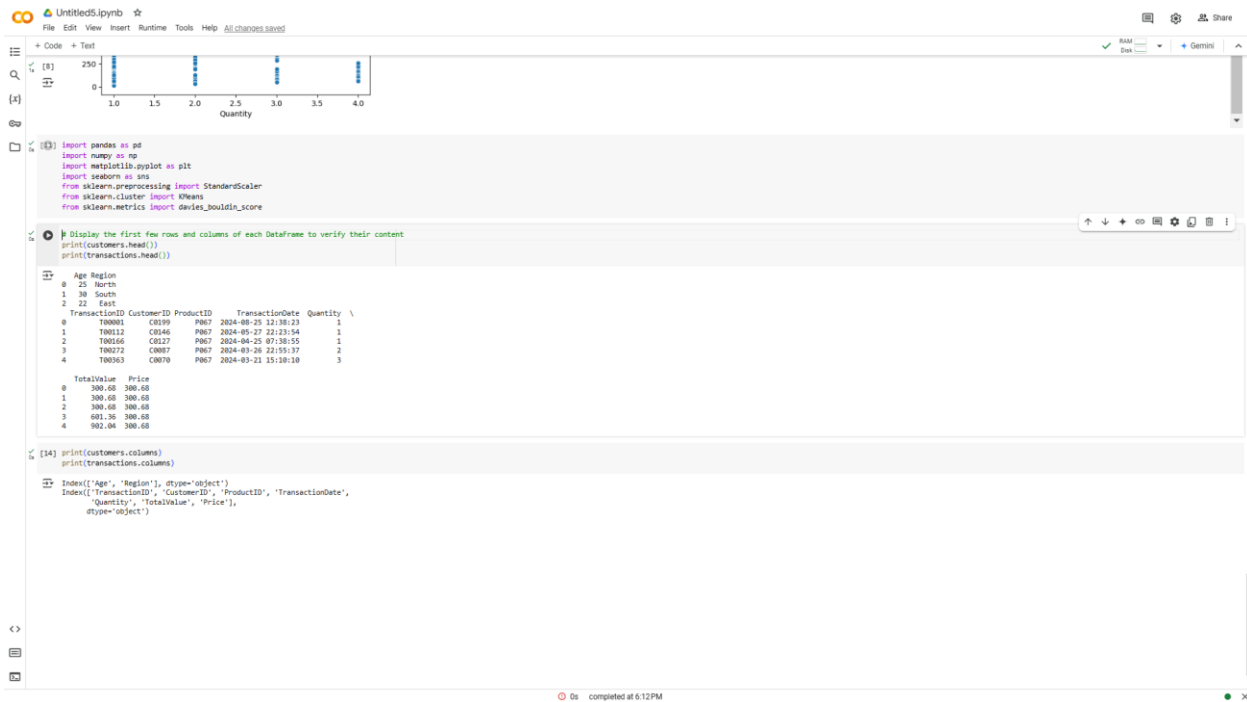 Untitled5.ipynb
File Edit View Insert Runtime Tools Help All changes saved
Share
+ Code + Text
RAM
Disk
Gemini
[8]
250
0
1.0 1.5 2.0 2.5 3.0 3.5 4.0
Quantity
import pandas as pd
import numpy as np
import matplotlib.pyplot as plt
import seaborn as sns
from sklearn.preprocessing import StandardScaler
from sklearn.cluster import KMeans
from sklearn.metrics import davies_bouldin_score
# Display the first few rows and columns of each DataFrame to verify their content
print(customers.head())
print(transactions.head())
Age Region
0 25 North
1 30 South
2 22 East
TransactionID CustomerID ProductID TransactionDate Quantity \
0 T00001 C0199 P067 2024-08-25 12:38:23 1
1 T00112 C0146 P067 2024-05-27 22:23:54 1
2 T00166 C0127 P067 2024-04-25 07:38:55 1
3 T00272 C0087 P067 2024-03-26 22:55:37 2
4 T00363 C0070 P067 2024-03-21 15:10:10 3
TotalValue Price
0 300.68 300.68
1 300.68 300.68
2 300.68 300.68
3 601.36 300.68
4 902.04 300.68
[14] print(customers.columns)
print(transactions.columns)
Index(['Age', 'Region'], dtype='object')
Index(['TransactionID', 'CustomerID', 'ProductID', 'TransactionDate',
'Quantity', 'TotalValue', 'Price'],
dtype='object')
0s completed at 6:12 PM